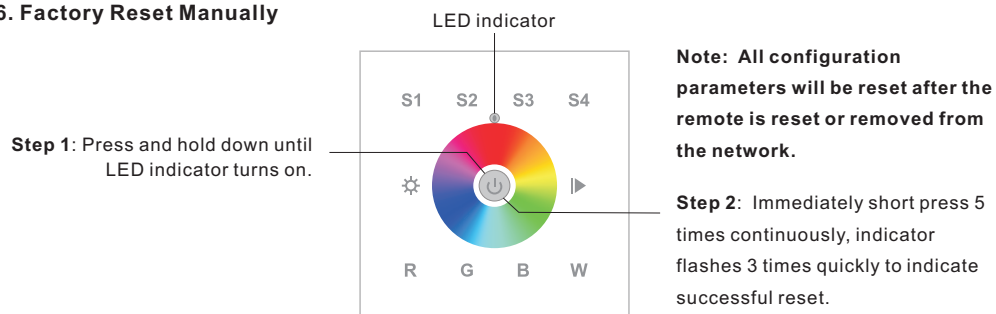 6. Factory Reset Manually
LED indicator
S1 S2 S3 S4
Step 1: Press and hold down until
LED indicator turns on.
R G B W
Note: All configuration
parameters will be reset after the
remote is reset or removed from
the network.
Step 2: Immediately short press 5
times continuously, indicator
flashes 3 times quickly to indicate
successful reset.